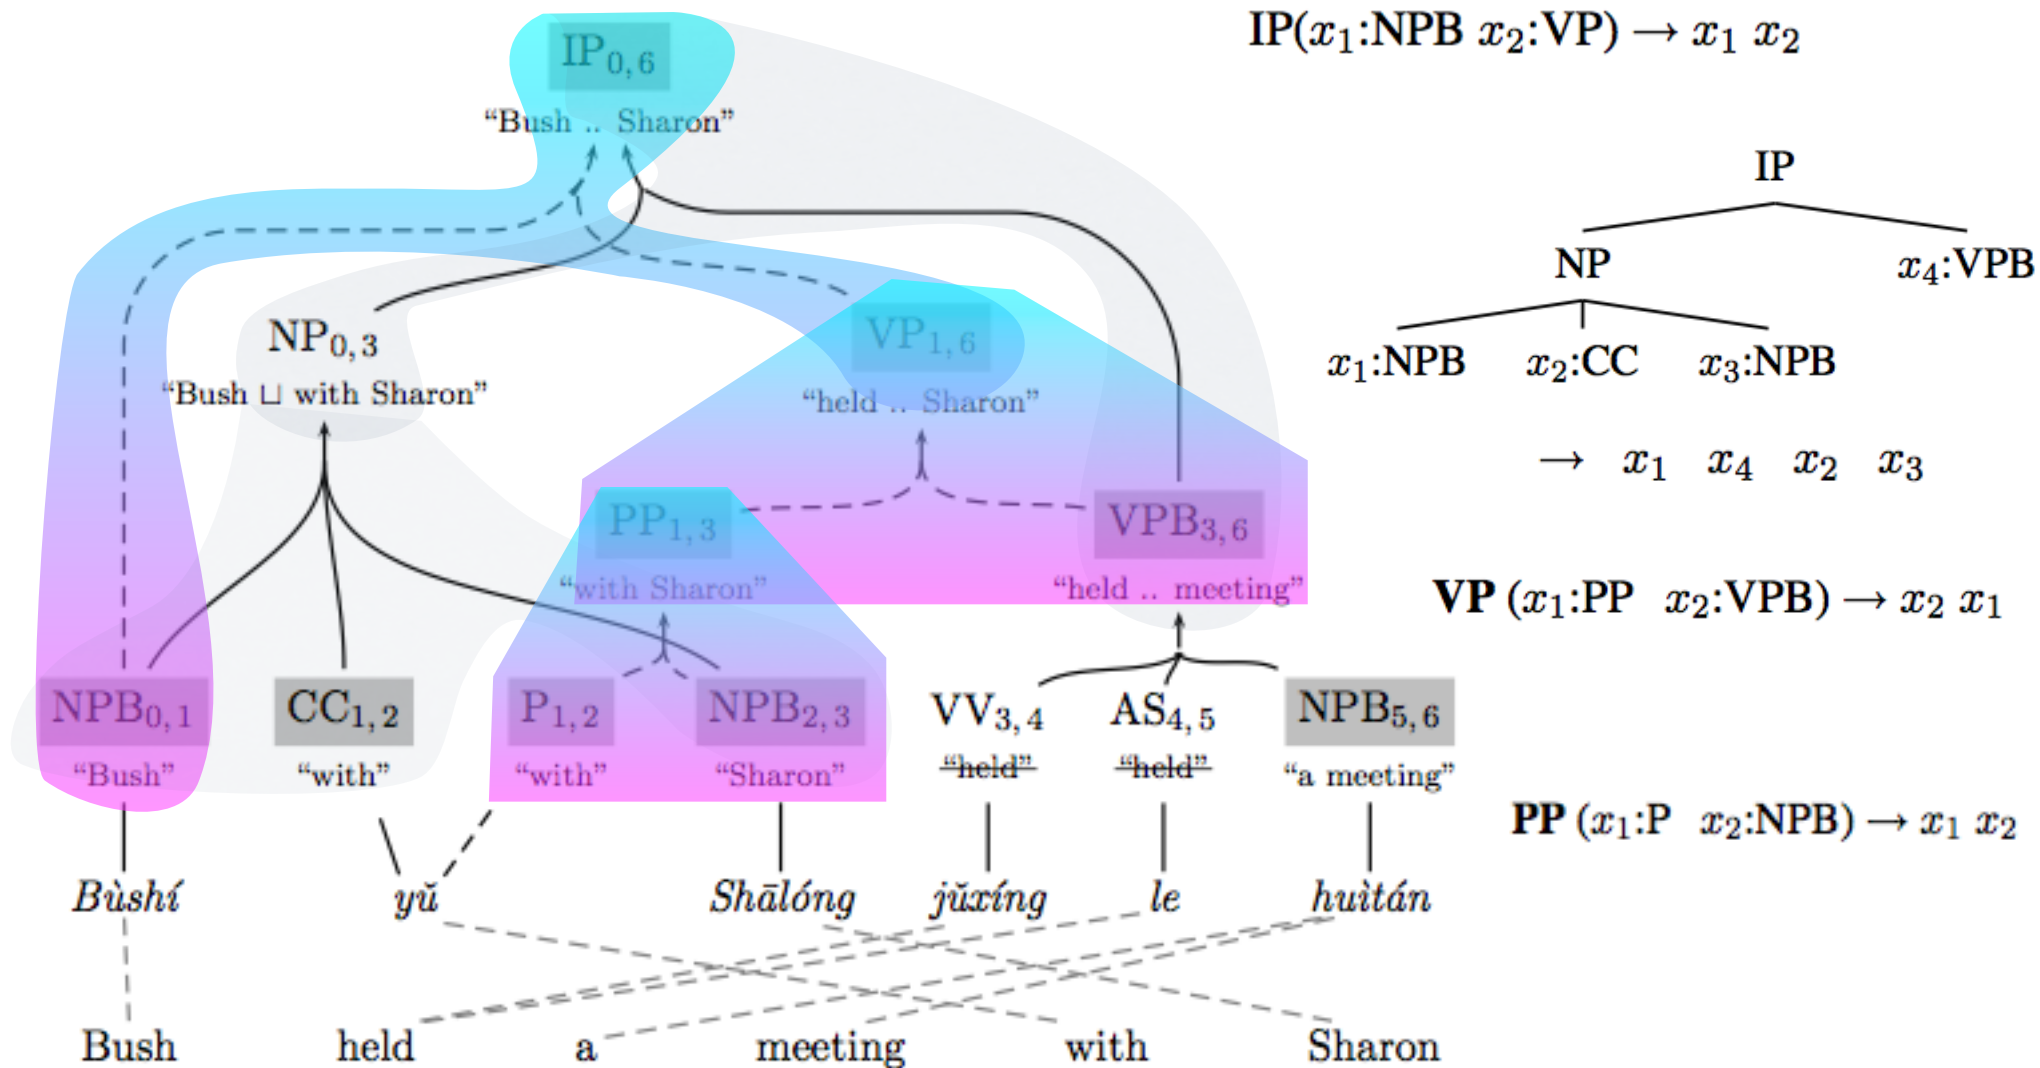 IP(x₁:NPB x₂:VP) → x₁ x₂
IP₀,₆
“Bush .. Sharon”
IP
NP x₄:VPB
x₁:NPB x₂:CC x₃:NPB
→ x₁ x₄ x₂ x₃
NP₀,₃ VP₁,₆
“Bush ⊔ with Sharon” “held .. Sharon”
PP₁,₃ VPB₃,₆
“with Sharon” “held .. meeting”
VP (x₁:PP x₂:VPB) → x₂ x₁
NPB₀,₁ CC₁,₂ P₁,₂ NPB₂,₃ VV₃,₄ AS₄,₅ NPB₅,₆
“Bush” “with” “with” “Sharon” “held” “held” “a meeting”
PP (x₁:P x₂:NPB) → x₁ x₂
Bùshí yǔ Shālóng jǔxíng le huìtán
Bush held a meeting with Sharon